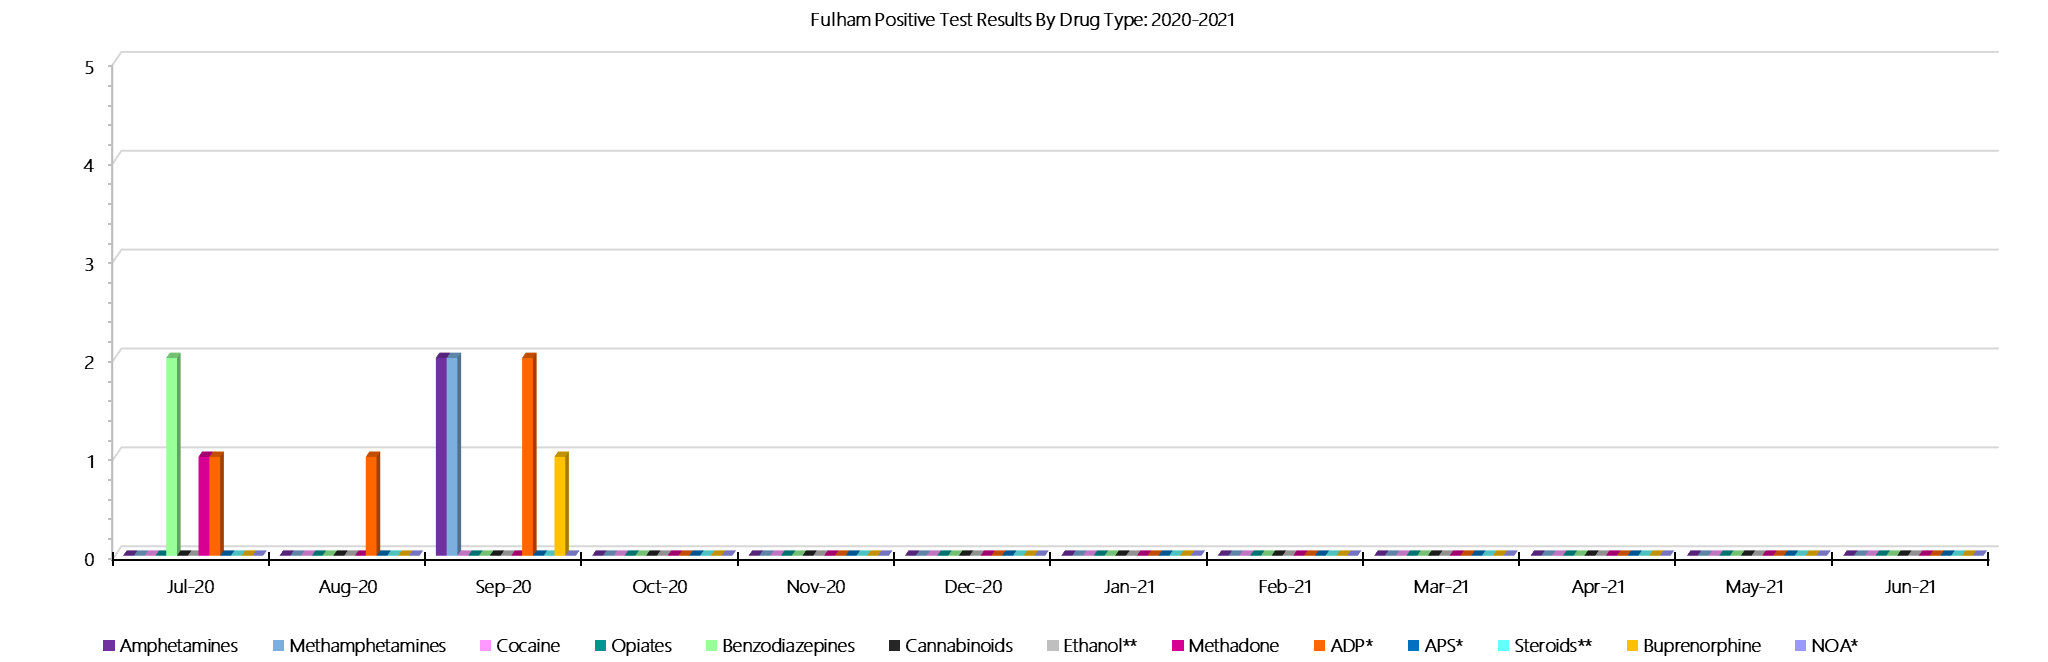 Fulham Positive Test Results By Drug Type: 2020-2021
5
4
3
2
1
0
Jul-20 Aug-20 Sep-20 Oct-20 Nov-20 Dec-20 Jan-21 Feb-21 Mar-21 Apr-21 May-21 Jun-21
Amphetamines Methamphetamines Cocaine Opiates Benzodiazepines Cannabinoids Ethanol** Methadone ADP* APS* Steroids** Buprenorphine NOA*